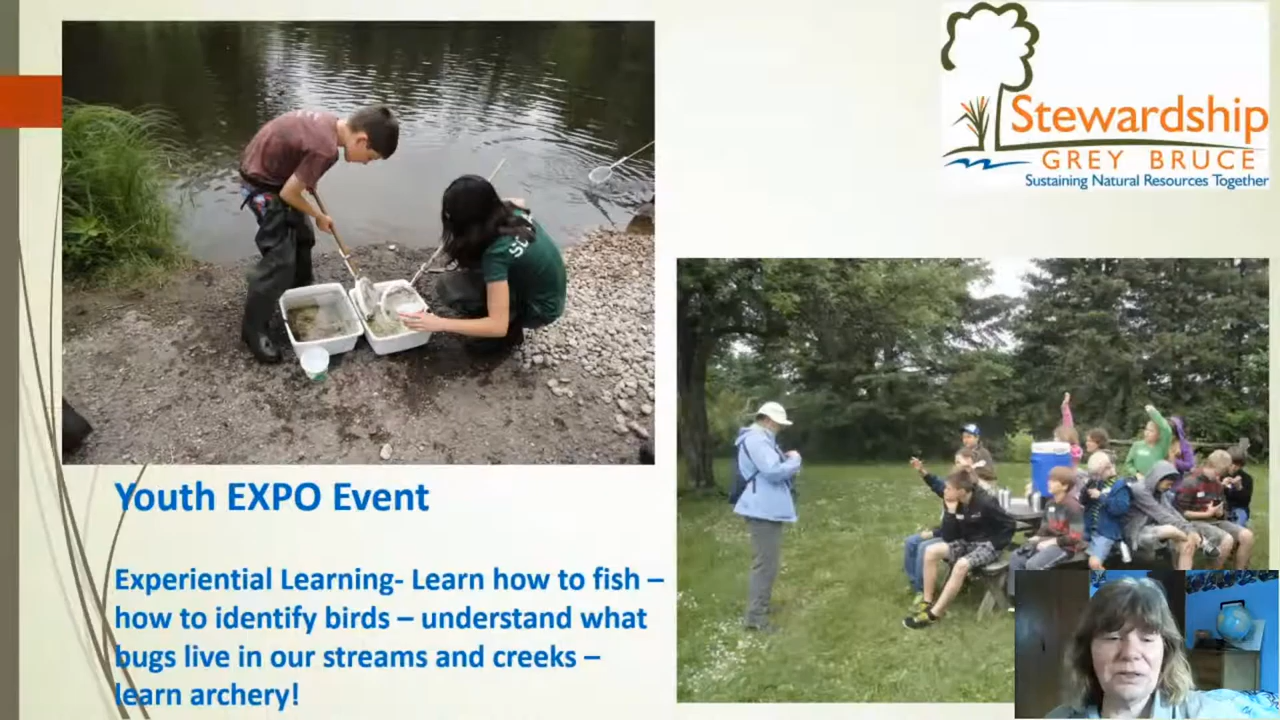 Stewardship
GREY BRUCE
Sustaining Natural Resources Together
Youth EXPO Event
Experiential Learning- Learn how to fish –
how to identify birds – understand what
bugs live in our streams and creeks –
learn archery!